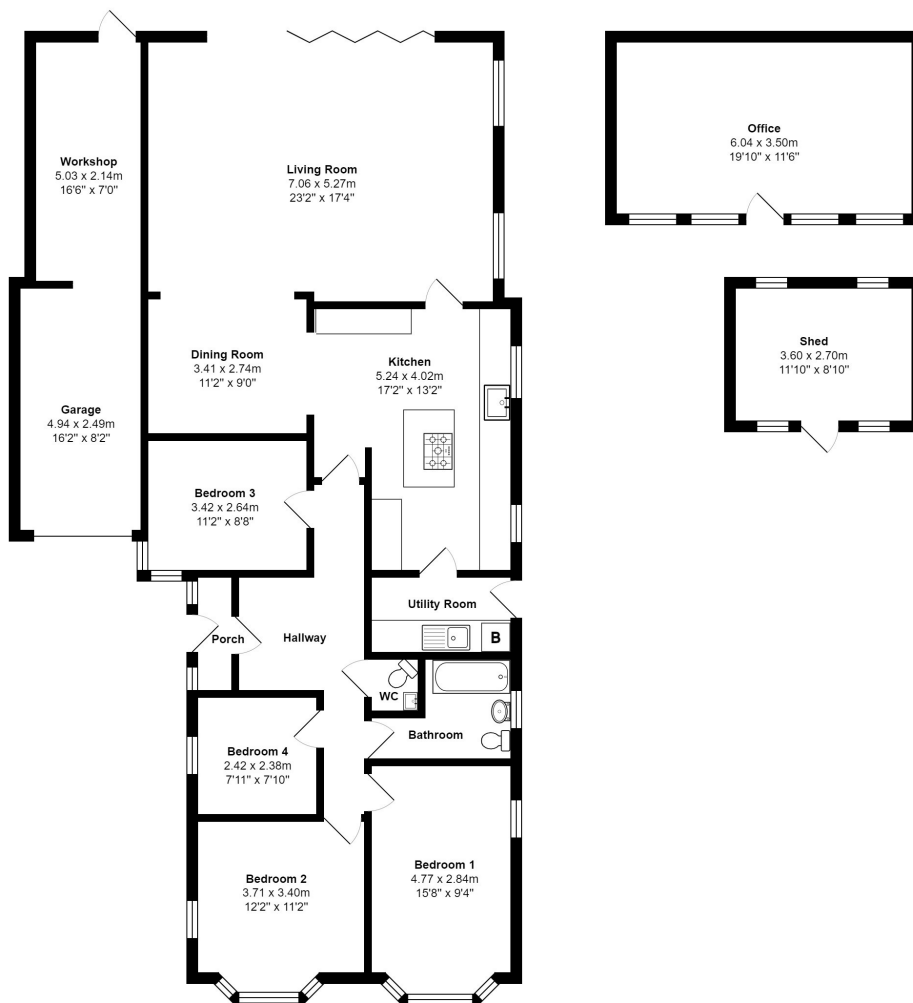 Workshop
5.03 x 2.14m
16'6" x 7'0"
Living Room
7.06 x 5.27m
23'2" x 17'4"
Office
6.04 x 3.50m
19'10" x 11'6"
Dining Room
3.41 x 2.74m
11'2" x 9'0"
Kitchen
5.24 x 4.02m
17'2" x 13'2"
Shed
3.60 x 2.70m
11'10" x 8'10"
Garage
4.94 x 2.49m
16'2" x 8'2"
Bedroom 3
3.42 x 2.64m
11'2" x 8'8"
Utility Room
B
Porch
Hallway
WC
Bathroom
Bedroom 4
2.42 x 2.38m
7'11" x 7'10"
Bedroom 2
3.71 x 3.40m
12'2" x 11'2"
Bedroom 1
4.77 x 2.84m
15'8" x 9'4"